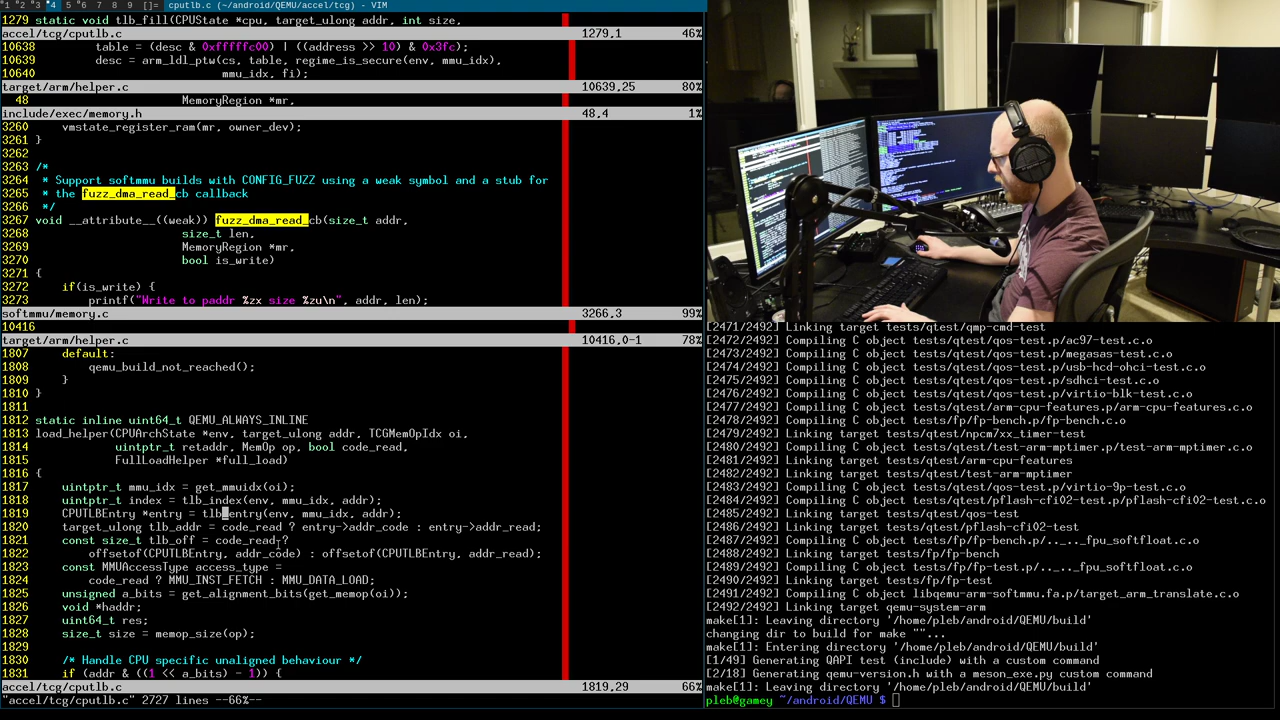 1 2 3 4 5 6 7 8 9 []= cputlb.c (~/android/QEMU/accel/tcg) - VIM
1279 static void tlb_fill(CPUState *cpu, target_ulong addr, int size,
accel/tcg/cputlb.c 1279,1 46%
10638 table = (desc & 0xfffffc00) | ((address >> 10) & 0x3fc);
10639 desc = arm_ldl_ptw(cs, table, regime_is_secure(env, mmu_idx),
10640 mmu_idx, fi);
target/arm/helper.c 10639,25 80%
48 MemoryRegion *mr,
include/exec/memory.h 48,4 1%
3260 vmstate_register_ram(mr, owner_dev);
3261 }
3262
3263 /*
3264 * Support softmmu builds with CONFIG_FUZZ using a weak symbol and a stub for
3265 * the fuzz_dma_read_cb callback
3266 */
3267 void __attribute__((weak)) fuzz_dma_read_cb(size_t addr,
3268 size_t len,
3269 MemoryRegion *mr,
3270 bool is_write)
3271 {
3272 if(is_write) {
3273 printf("Write to paddr %zx size %zu\n", addr, len);
softmmu/memory.c 3266,3 99%
10416
target/arm/helper.c 10416,0-1 78%
1807 default:
1808 qemu_build_not_reached();
1809 }
1810 }
1811
1812 static inline uint64_t QEMU_ALWAYS_INLINE
1813 load_helper(CPUArchState *env, target_ulong addr, TCGMemOpIdx oi,
1814 uintptr_t retaddr, MemOp op, bool code_read,
1815 FullLoadHelper *full_load)
1816 {
1817 uintptr_t mmu_idx = get_mmuidx(oi);
1818 uintptr_t index = tlb_index(env, mmu_idx, addr);
1819 CPUTLBEntry *entry = tlb_entry(env, mmu_idx, addr);
1820 target_ulong tlb_addr = code_read ? entry->addr_code : entry->addr_read;
1821 const size_t tlb_off = code_read ?
1822 offsetof(CPUTLBEntry, addr_code) : offsetof(CPUTLBEntry, addr_read);
1823 const MMUAccessType access_type =
1824 code_read ? MMU_INST_FETCH : MMU_DATA_LOAD;
1825 unsigned a_bits = get_alignment_bits(get_memop(oi));
1826 void *haddr;
1827 uint64_t res;
1828 size_t size = memop_size(op);
1829
1830 /* Handle CPU specific unaligned behaviour */
1831 if (addr & ((1 << a_bits) - 1)) {
accel/tcg/cputlb.c 1819,29 66%
"accel/tcg/cputlb.c" 2727 lines --66%--
[2471/2492] Linking target tests/qtest/qmp-cmd-test
[2472/2492] Compiling C object tests/qtest/qos-test.p/ac97-test.c.o
[2473/2492] Compiling C object tests/qtest/qos-test.p/megasas-test.c.o
[2474/2492] Compiling C object tests/qtest/qos-test.p/usb-hcd-ohci-test.c.o
[2475/2492] Compiling C object tests/qtest/qos-test.p/sdhci-test.c.o
[2476/2492] Compiling C object tests/qtest/qos-test.p/virtio-blk-test.c.o
[2477/2492] Compiling C object tests/qtest/arm-cpu-features.p/arm-cpu-features.c.o
[2478/2492] Compiling C object tests/fp/fp-bench.p/fp-bench.c.o
[2479/2492] Linking target tests/qtest/npcm7xx_timer-test
[2480/2492] Compiling C object tests/qtest/test-arm-mptimer.p/test-arm-mptimer.c.o
[2481/2492] Linking target tests/qtest/arm-cpu-features
[2482/2492] Linking target tests/qtest/test-arm-mptimer
[2483/2492] Compiling C object tests/qtest/qos-test.p/virtio-9p-test.c.o
[2484/2492] Compiling C object tests/qtest/pflash-cfi02-test.p/pflash-cfi02-test.c.o
[2485/2492] Linking target tests/qtest/qos-test
[2486/2492] Linking target tests/qtest/pflash-cfi02-test
[2487/2492] Compiling C object tests/fp/fp-bench.p/.._.._fpu_softfloat.c.o
[2488/2492] Linking target tests/fp/fp-bench
[2489/2492] Compiling C object tests/fp/fp-test.p/.._.._fpu_softfloat.c.o
[2490/2492] Linking target tests/fp/fp-test
[2491/2492] Compiling C object libqemu-arm-softmmu.fa.p/target_arm_translate.c.o
[2492/2492] Linking target qemu-system-arm
make[1]: Leaving directory '/home/pleb/android/QEMU/build'
changing dir to build for make ""...
make[1]: Entering directory '/home/pleb/android/QEMU/build'
[1/49] Generating QAPI test (include) with a custom command
[2/18] Generating qemu-version.h with a meson_exe.py custom command
make[1]: Leaving directory '/home/pleb/android/QEMU/build'
pleb@gamey ~/android/QEMU $